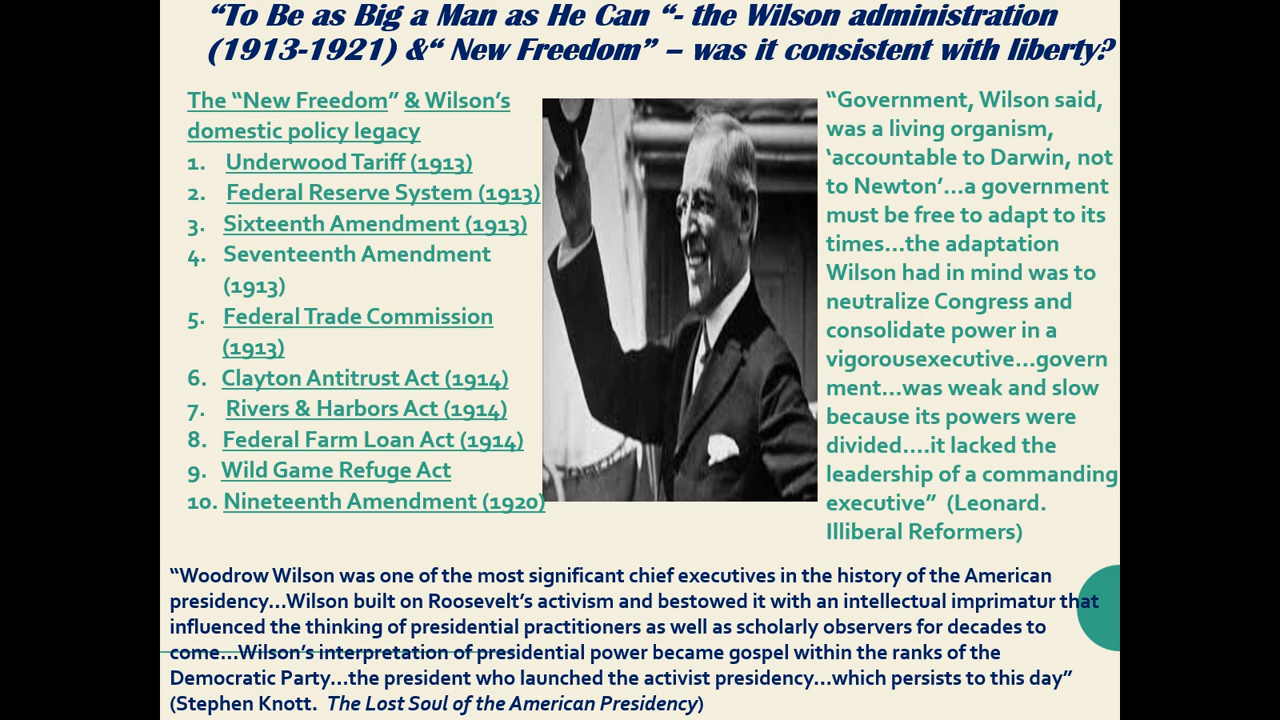 “To Be as Big a Man as He Can “- the Wilson administration
(1913-1921) &“ New Freedom” – was it consistent with liberty?
The “New Freedom” & Wilson’s
domestic policy legacy
1. Underwood Tariff (1913)
2. Federal Reserve System (1913)
3. Sixteenth Amendment (1913)
4. Seventeenth Amendment
(1913)
5. Federal Trade Commission
(1913)
6. Clayton Antitrust Act (1914)
7. Rivers & Harbors Act (1914)
8. Federal Farm Loan Act (1914)
9. Wild Game Refuge Act
10. Nineteenth Amendment (1920)
“Government, Wilson said,
was a living organism,
‘accountable to Darwin, not
to Newton’…a government
must be free to adapt to its
times…the adaptation
Wilson had in mind was to
neutralize Congress and
consolidate power in a
vigorousexecutive…govern
ment…was weak and slow
because its powers were
divided….it lacked the
leadership of a commanding
executive” (Leonard.
Illiberal Reformers)
“Woodrow Wilson was one of the most significant chief executives in the history of the American
presidency…Wilson built on Roosevelt’s activism and bestowed it with an intellectual imprimatur that
influenced the thinking of presidential practitioners as well as scholarly observers for decades to
come…Wilson’s interpretation of presidential power became gospel within the ranks of the
Democratic Party…the president who launched the activist presidency…which persists to this day”
(Stephen Knott. The Lost Soul of the American Presidency)